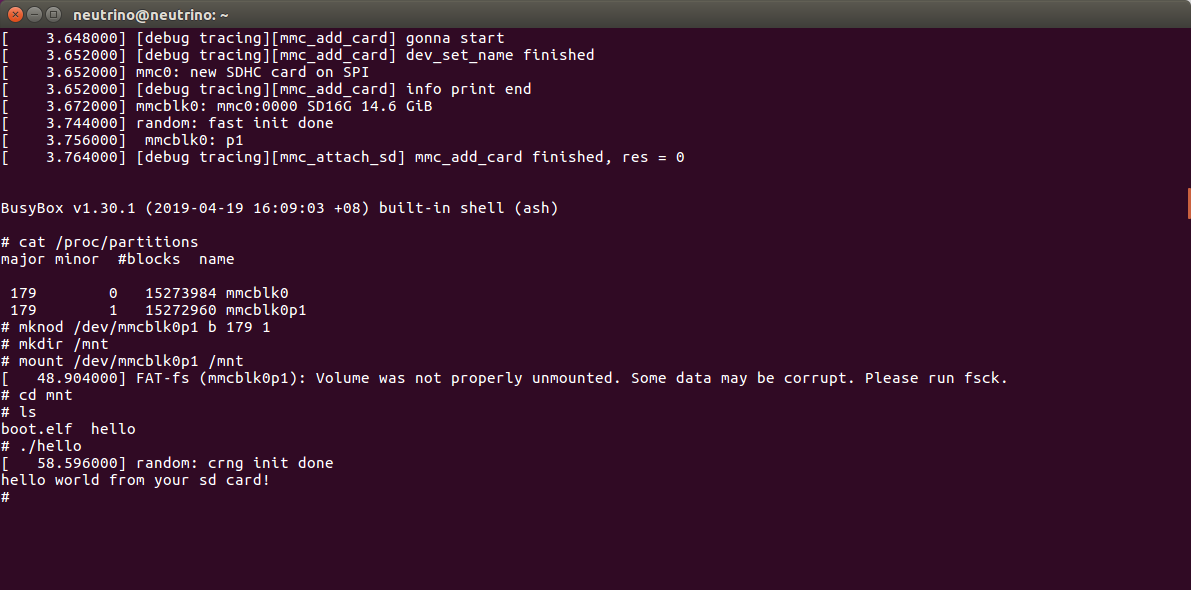 neutrino@neutrino: ~
[    3.648000] [debug tracing][mmc_add_card] gonna start
[    3.652000] [debug tracing][mmc_add_card] dev_set_name finished
[    3.652000] mmc0: new SDHC card on SPI
[    3.652000] [debug tracing][mmc_add_card] info print end
[    3.672000] mmcblk0: mmc0:0000 SD16G 14.6 GiB
[    3.744000] random: fast init done
[    3.756000]  mmcblk0: p1
[    3.764000] [debug tracing][mmc_attach_sd] mmc_add_card finished, res = 0
BusyBox v1.30.1 (2019-04-19 16:09:03 +08) built-in shell (ash)
# cat /proc/partitions
major minor  #blocks  name
 179        0   15273984 mmcblk0
 179        1   15272960 mmcblk0p1
# mknod /dev/mmcblk0p1 b 179 1
# mkdir /mnt
# mount /dev/mmcblk0p1 /mnt
[   48.904000] FAT-fs (mmcblk0p1): Volume was not properly unmounted. Some data may be corrupt. Please run fsck.
# cd mnt
# ls
boot.elf  hello
# ./hello
[   58.596000] random: crng init done
hello world from your sd card!
#